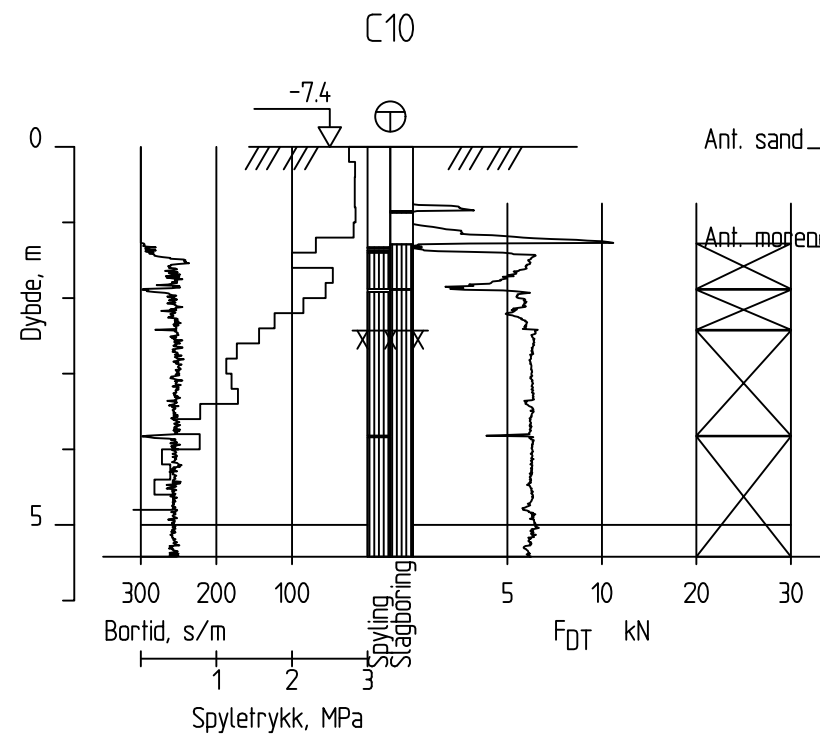 C10
-7.4
0
Ant. sand
Ant. morene
Dybde, m
5
300 200 100 5 10 20 30
Bortid, s/m
Spyling
Slagboring
FDT kN
1 2 3
Spyletrykk, MPa